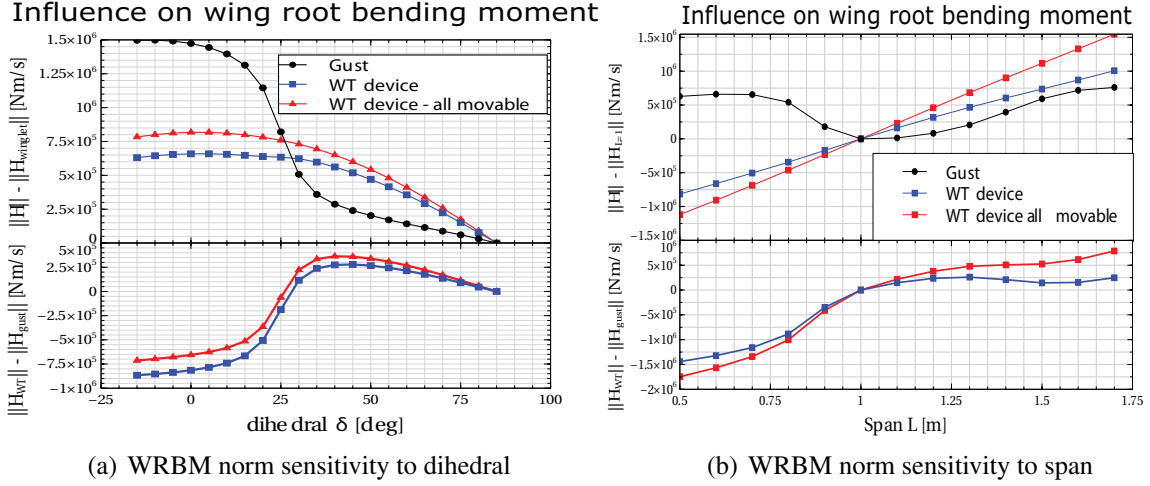 Influence on wing root bending moment
||H|| - ||H_winglet|| [Nm/s]
1.5×10⁶
1.25×10⁶
10⁶
7.5×10⁵
5×10⁵
2.5×10⁵
0
Gust
WT device
WT device - all movable
||H_WT|| - ||H_gust|| [Nm/s]
5×10⁵
2.5×10⁵
0
−2.5×10⁵
−5×10⁵
−7.5×10⁵
−1×10⁶
−25
0
25
50
75
100
dihedral δ [deg]
(a) WRBM norm sensitivity to dihedral
Influence on wing root bending moment
||H|| - ||H_L=1|| [Nm/s]
1.5×10⁶
1×10⁶
5×10⁵
0
−5×10⁵
−1×10⁶
−1.5×10⁶
Gust
WT device
WT device all movable
||H_WT|| - ||H_gust|| [Nm/s]
1×10⁶
5×10⁵
0
−5×10⁵
−1×10⁶
−1.5×10⁶
−2×10⁶
0.5
0.75
1
1.25
1.5
1.75
Span L [m]
(b) WRBM norm sensitivity to span